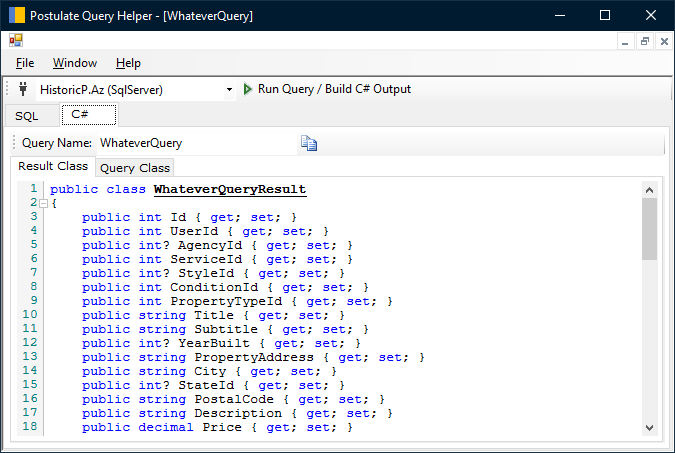 Postulate Query Helper - [WhateverQuery]
File Window Help
HistoricP.Az (SqlServer) Run Query / Build C# Output
SQL C#
Query Name: WhateverQuery
Result Class Query Class
1 public class WhateverQueryResult
2 {
3 public int Id { get; set; }
4 public int UserId { get; set; }
5 public int? AgencyId { get; set; }
6 public int ServiceId { get; set; }
7 public int? StyleId { get; set; }
8 public int ConditionId { get; set; }
9 public int PropertyTypeId { get; set; }
10 public string Title { get; set; }
11 public string Subtitle { get; set; }
12 public int? YearBuilt { get; set; }
13 public string PropertyAddress { get; set; }
14 public string City { get; set; }
15 public int? StateId { get; set; }
16 public string PostalCode { get; set; }
17 public string Description { get; set; }
18 public decimal Price { get; set; }